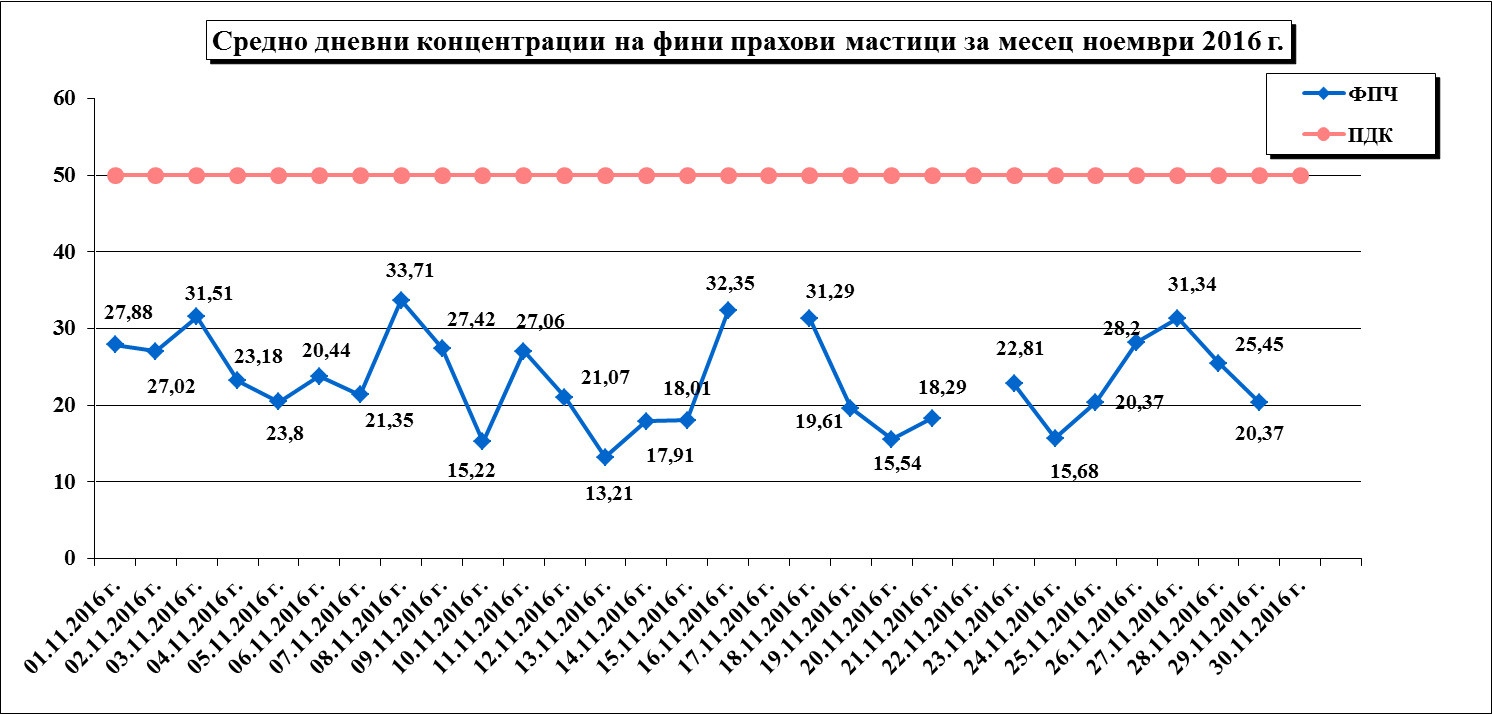 Средно дневни концентрации на фини прахови мастици за месец ноември 2016 г.
ФПЧ
ПДК
60
50
40
30
20
10
0
27,88
27,02
31,51
23,18
23,8
20,44
21,35
33,71
27,42
15,22
27,06
21,07
13,21
17,91
18,01
32,35
31,29
19,61
15,54
18,29
22,81
15,68
20,37
28,2
31,34
25,45
20,37
01.11.2016 г.
02.11.2016 г.
03.11.2016 г.
04.11.2016 г.
05.11.2016 г.
06.11.2016 г.
07.11.2016 г.
08.11.2016 г.
09.11.2016 г.
10.11.2016 г.
11.11.2016 г.
12.11.2016 г.
13.11.2016 г.
14.11.2016 г.
15.11.2016 г.
16.11.2016 г.
17.11.2016 г.
18.11.2016 г.
19.11.2016 г.
20.11.2016 г.
21.11.2016 г.
22.11.2016 г.
23.11.2016 г.
24.11.2016 г.
25.11.2016 г.
26.11.2016 г.
27.11.2016 г.
28.11.2016 г.
29.11.2016 г.
30.11.2016 г.